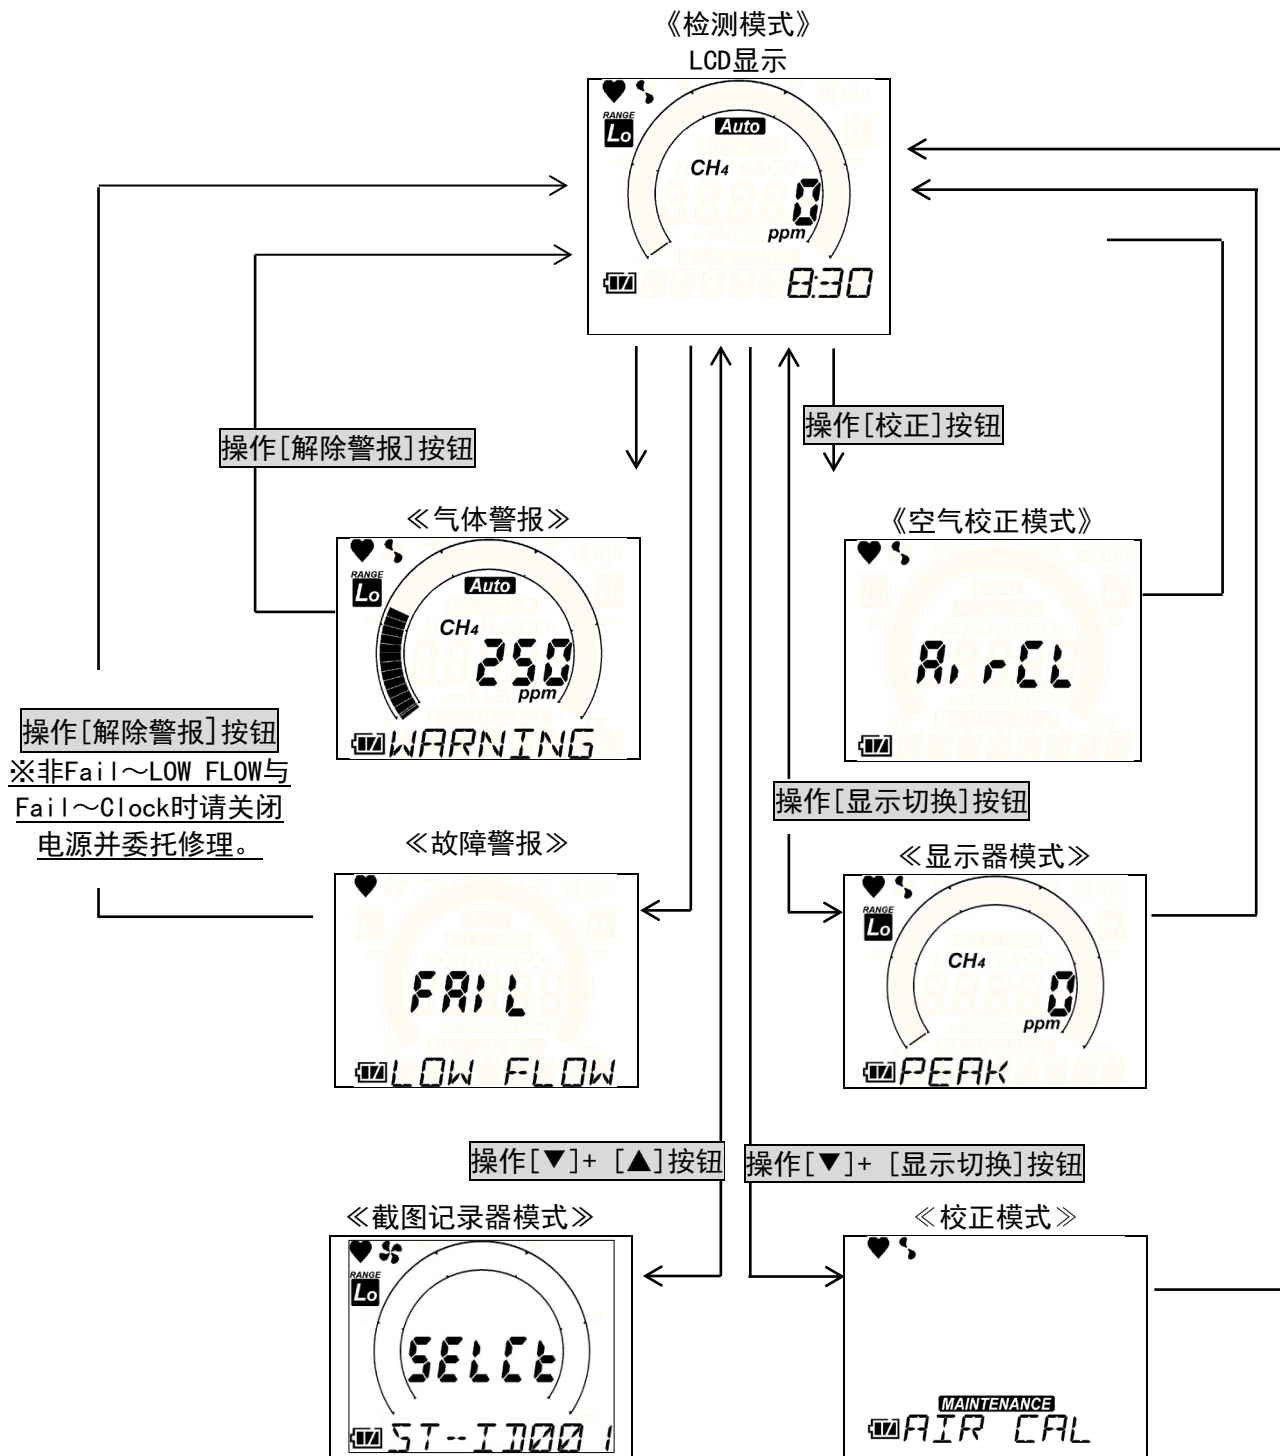 《检测模式》
LCD显示
RANGE
Lo
Auto
CH4
0
ppm
8:30
操作[解除警报]按钮
操作[校正]按钮
≪气体警报≫
RANGE
Lo
Auto
CH4
250
ppm
WARNING
《空气校正模式》
AirCL
操作[解除警报]按钮
※非Fail～LOW FLOW与
Fail～Clock时请关闭
电源并委托修理。
操作[显示切换]按钮
≪故障警报≫
FAIL
LOW FLOW
≪显示器模式≫
RANGE
Lo
CH4
0
ppm
PEAK
操作[▼]+ [▲]按钮
操作[▼]+ [显示切换]按钮
≪截图记录器模式≫
RANGE
Lo
SELCt
ST--ID001
≪校正模式≫
MAINTENANCE
AIR CAL